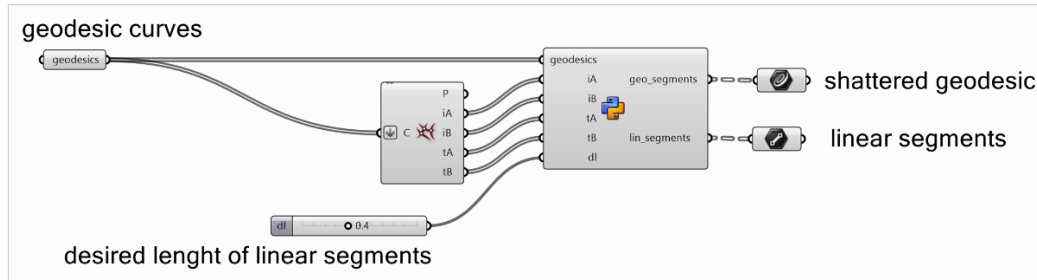 geodesic curves
geodesics
geodesics
iA
iB
tA
tB
dl
geo_segments
lin_segments
P
iA
iB
tA
tB
C
shattered geodesic
linear segments
dl
0.4
desired lenght of linear segments